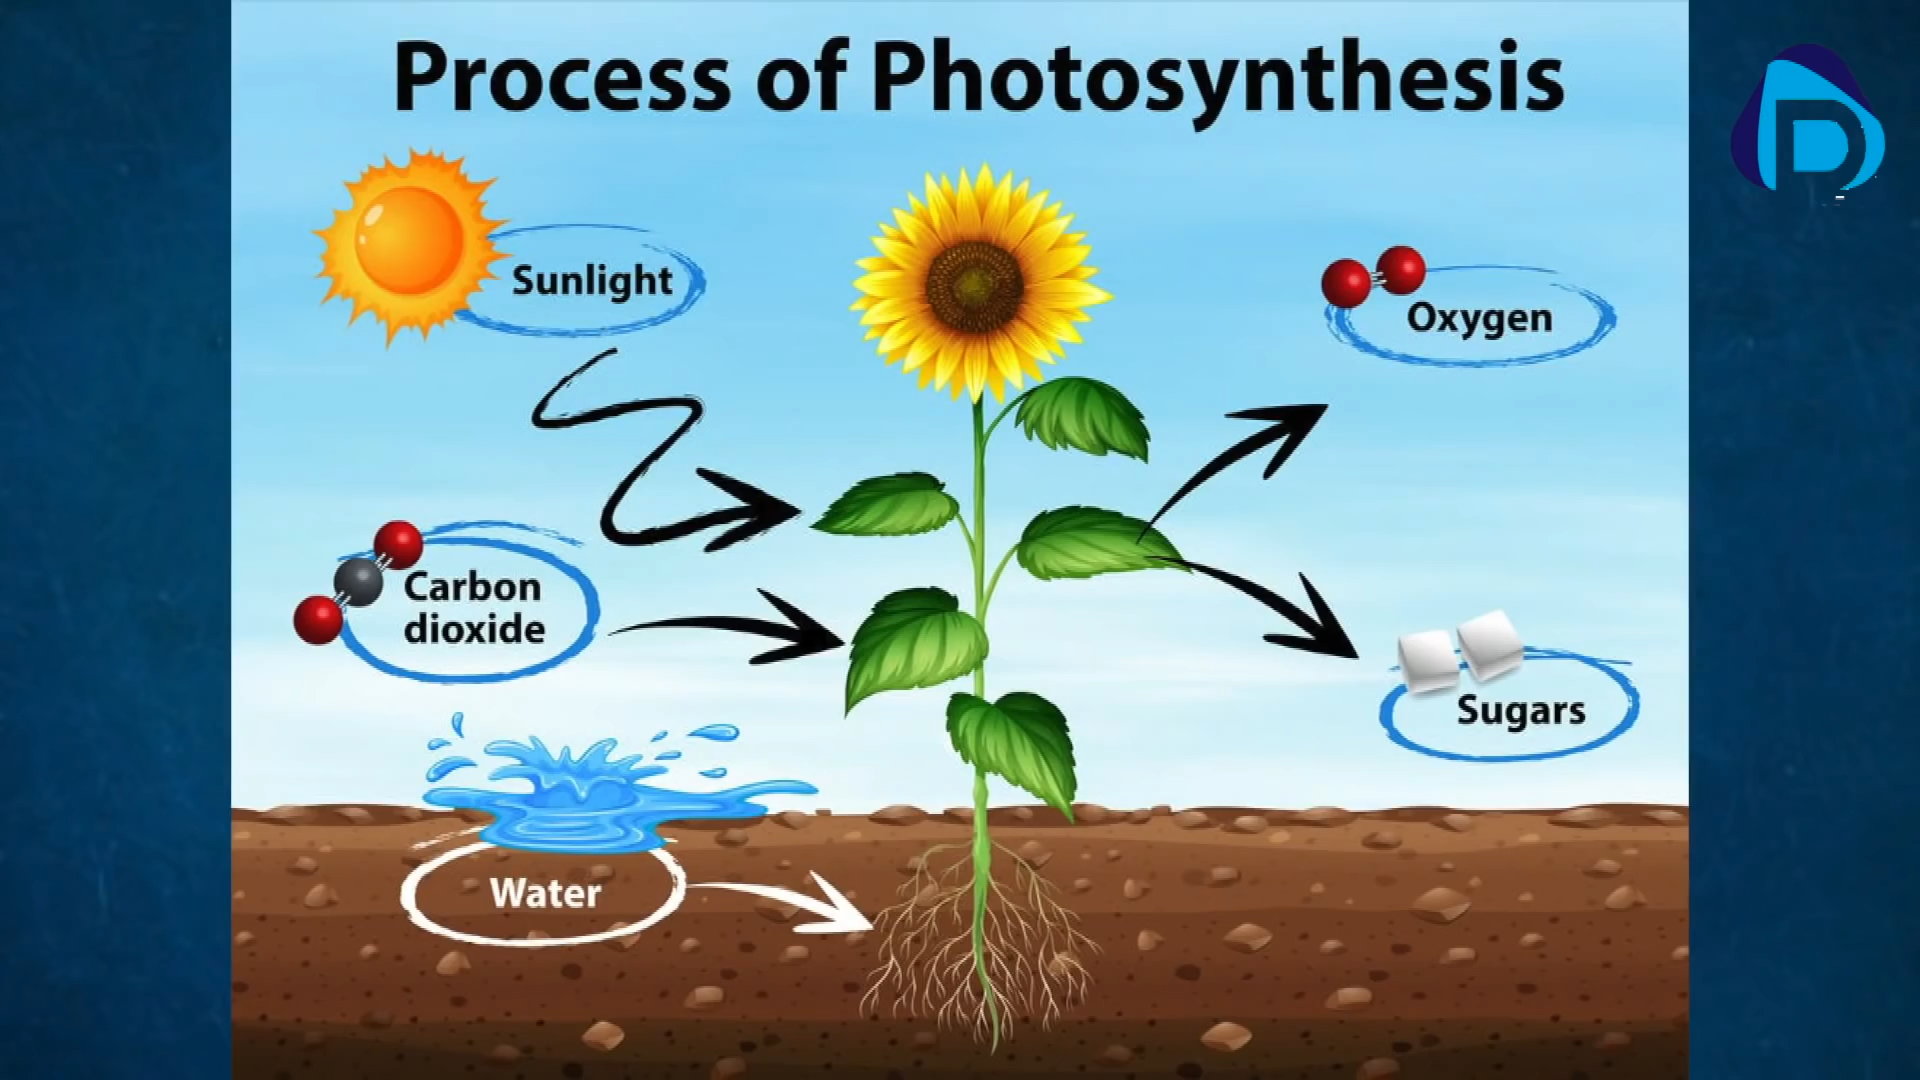 Process of Photosynthesis
Sunlight
Oxygen
Carbon
dioxide
Sugars
Water